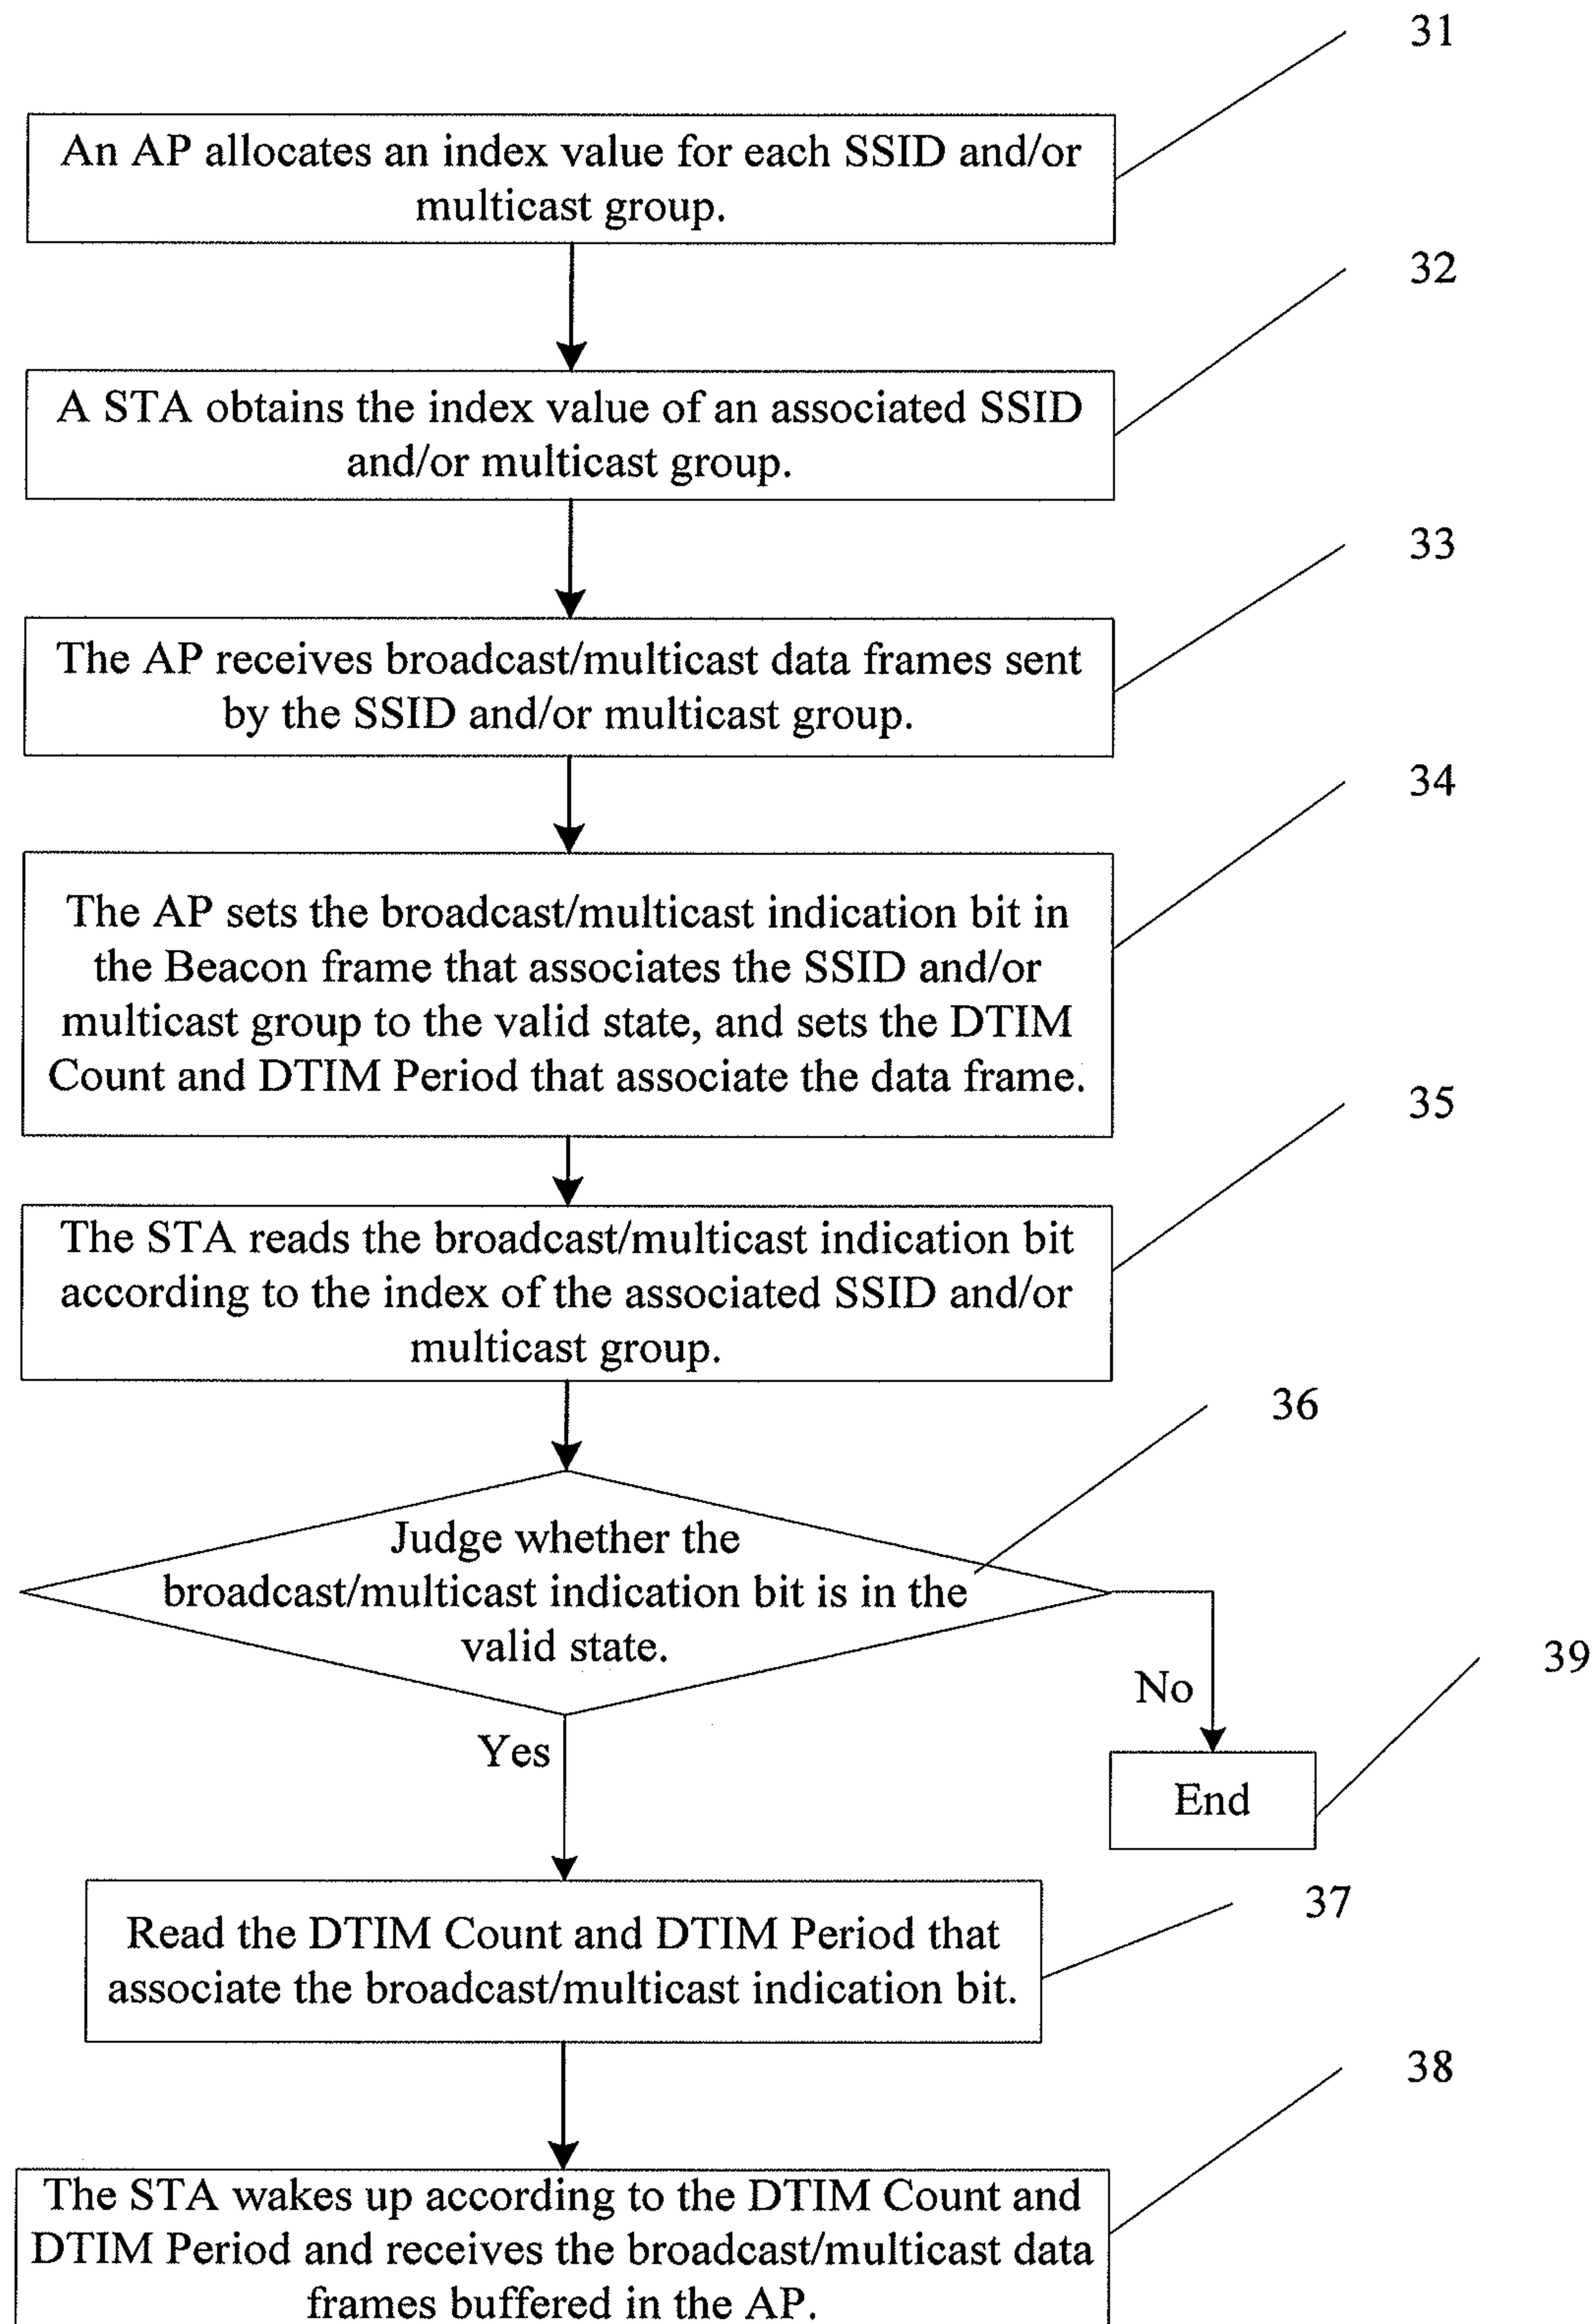 31
An AP allocates an index value for each SSID and/or
multicast group.
32
A STA obtains the index value of an associated SSID
and/or multicast group.
33
The AP receives broadcast/multicast data frames sent
by the SSID and/or multicast group.
34
The AP sets the broadcast/multicast indication bit in
the Beacon frame that associates the SSID and/or
multicast group to the valid state, and sets the DTIM
Count and DTIM Period that associate the data frame.
35
The STA reads the broadcast/multicast indication bit
according to the index of the associated SSID and/or
multicast group.
36
Judge whether the
broadcast/multicast indication bit is in the
valid state.
39
No
Yes
End
37
Read the DTIM Count and DTIM Period that
associate the broadcast/multicast indication bit.
38
The STA wakes up according to the DTIM Count and
DTIM Period and receives the broadcast/multicast data
frames buffered in the AP.